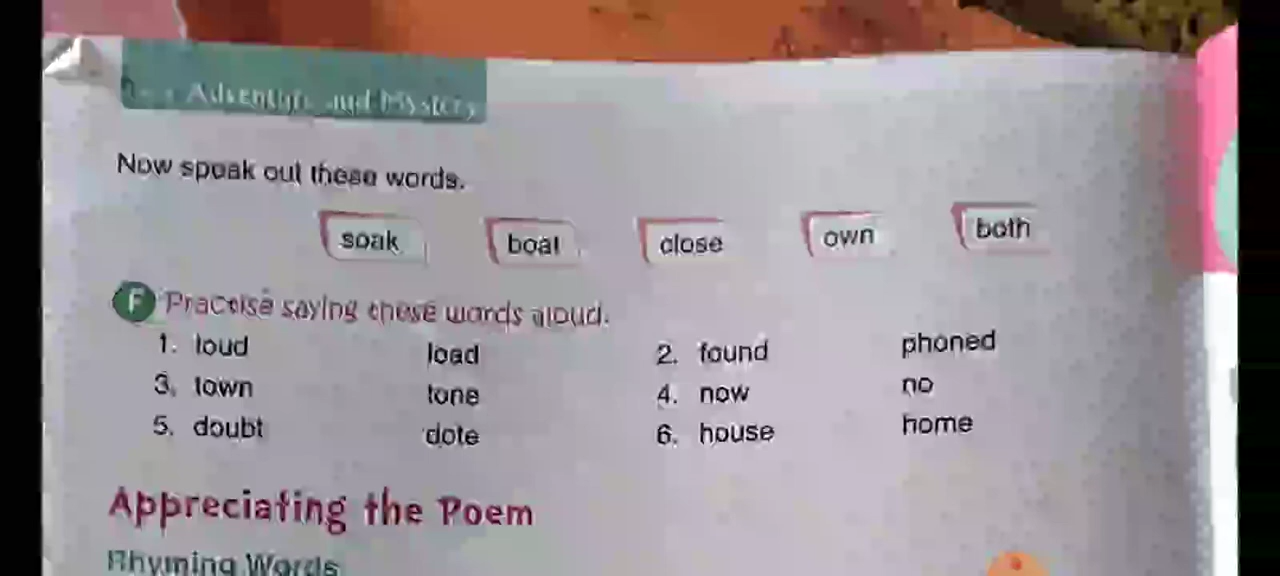 Adventure and Mystery
Now speak out these words.
soak boat close own both
F Practise saying these words aloud.
1. loud load 2. found phoned
3. town tone 4. now no
5. doubt dote 6. house home
Appreciating the Poem
Rhyming Words